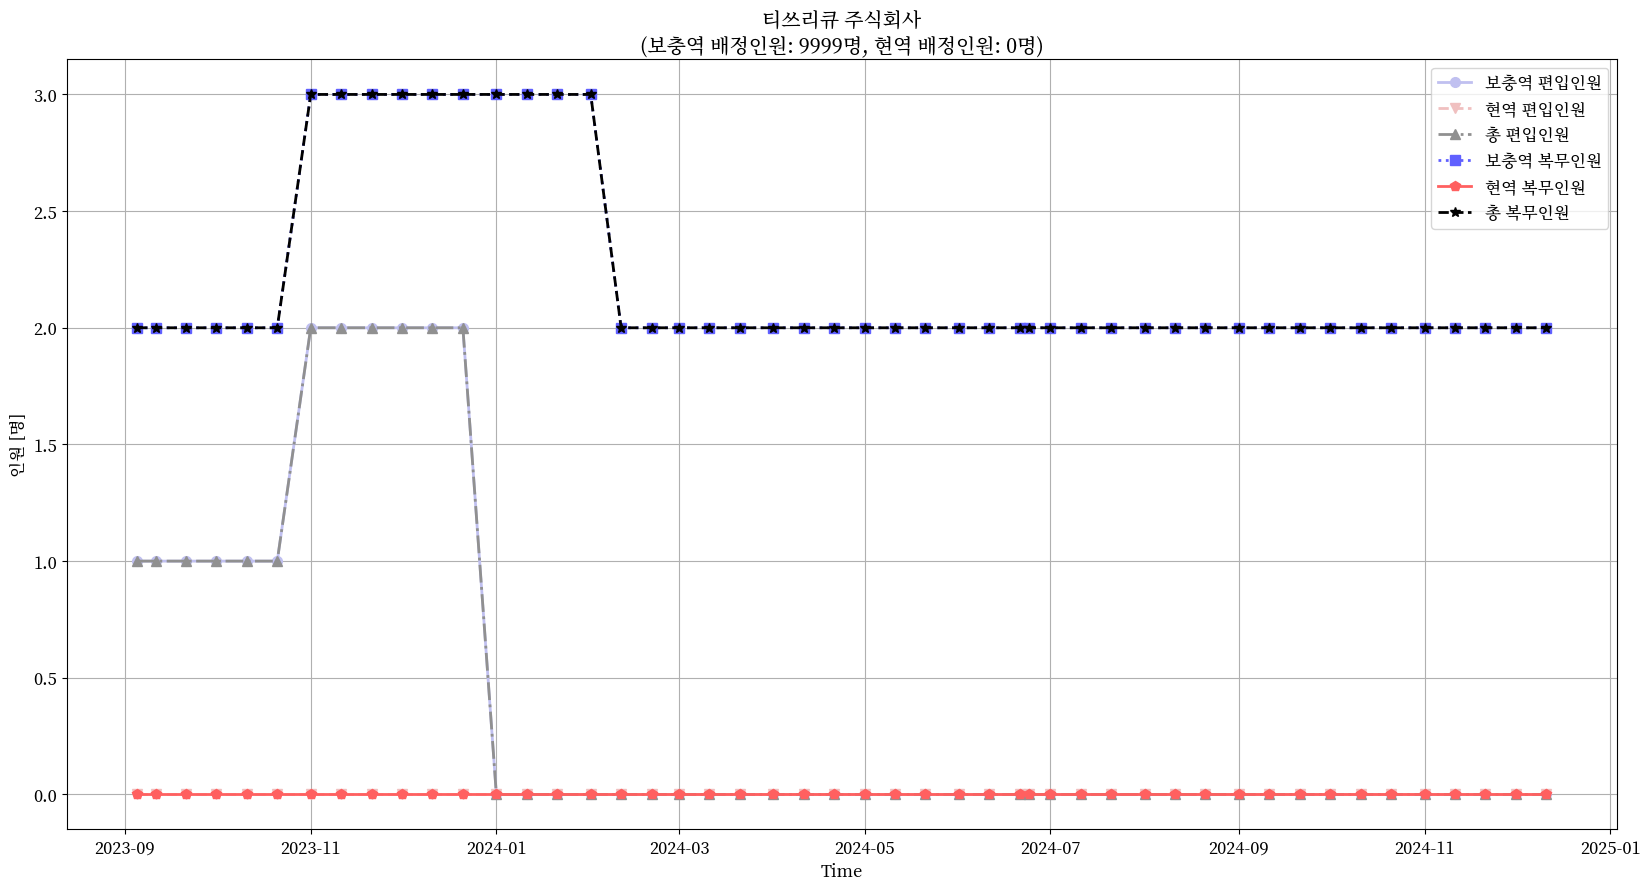 티쓰리큐 주식회사
(보충역 배정인원: 9999명, 현역 배정인원: 0명)
보충역 편입인원
현역 편입인원
총 편입인원
보충역 복무인원
현역 복무인원
총 복무인원
인원 [명]
3.0
2.5
2.0
1.5
1.0
0.5
0.0
2023-09
2023-11
2024-01
2024-03
2024-05
2024-07
2024-09
2024-11
2025-01
Time